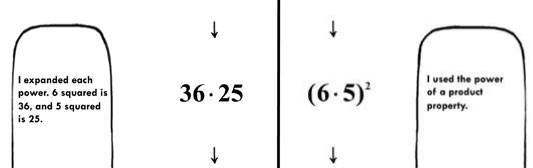 I expanded each
power. 6 squared is
36, and 5 squared
is 25.
36 · 25
(6 · 5)²
I used the power
of a product
property.